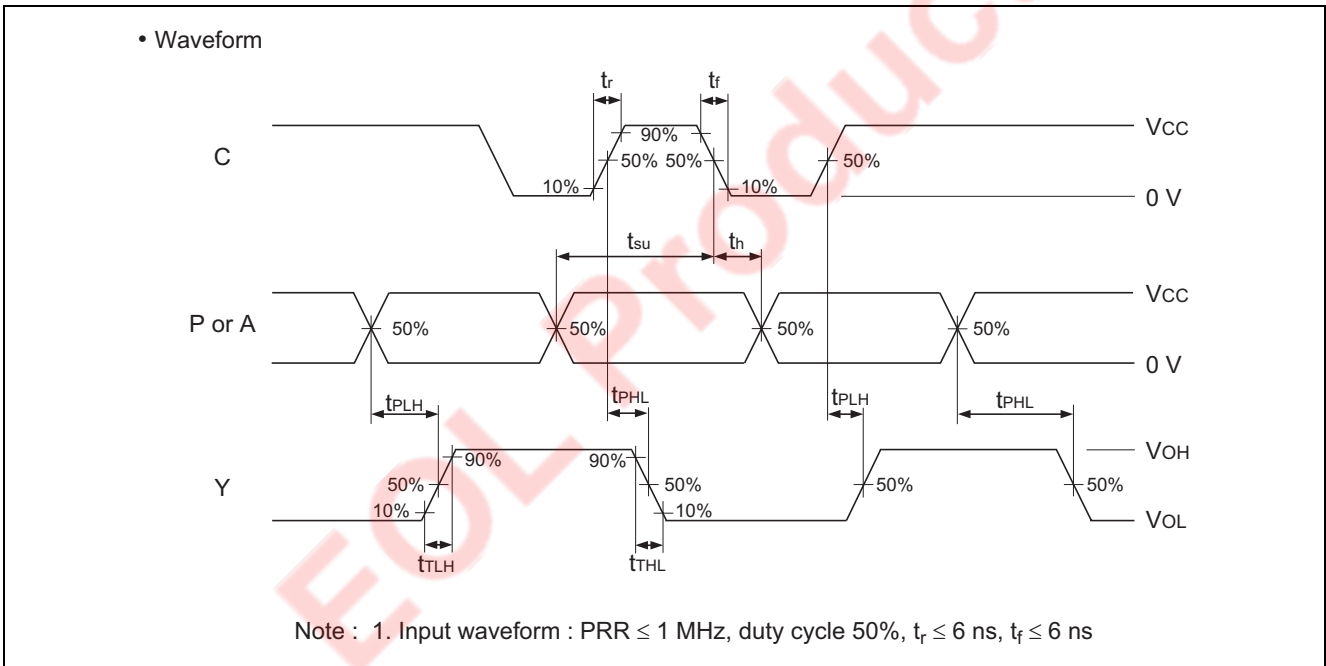 • Waveform
tr
tf
C
90%
50%
50%
10%
10%
50%
VCC
0 V
tsu
th
P or A
50%
50%
50%
50%
VCC
0 V
tPLH
tPHL
tPLH
tPHL
Y
90%
50%
10%
90%
50%
10%
50%
50%
VOH
VOL
tTLH
tTHL
Note : 1. Input waveform : PRR ≤ 1 MHz, duty cycle 50%, tr ≤ 6 ns, tf ≤ 6 ns
EOL Produc